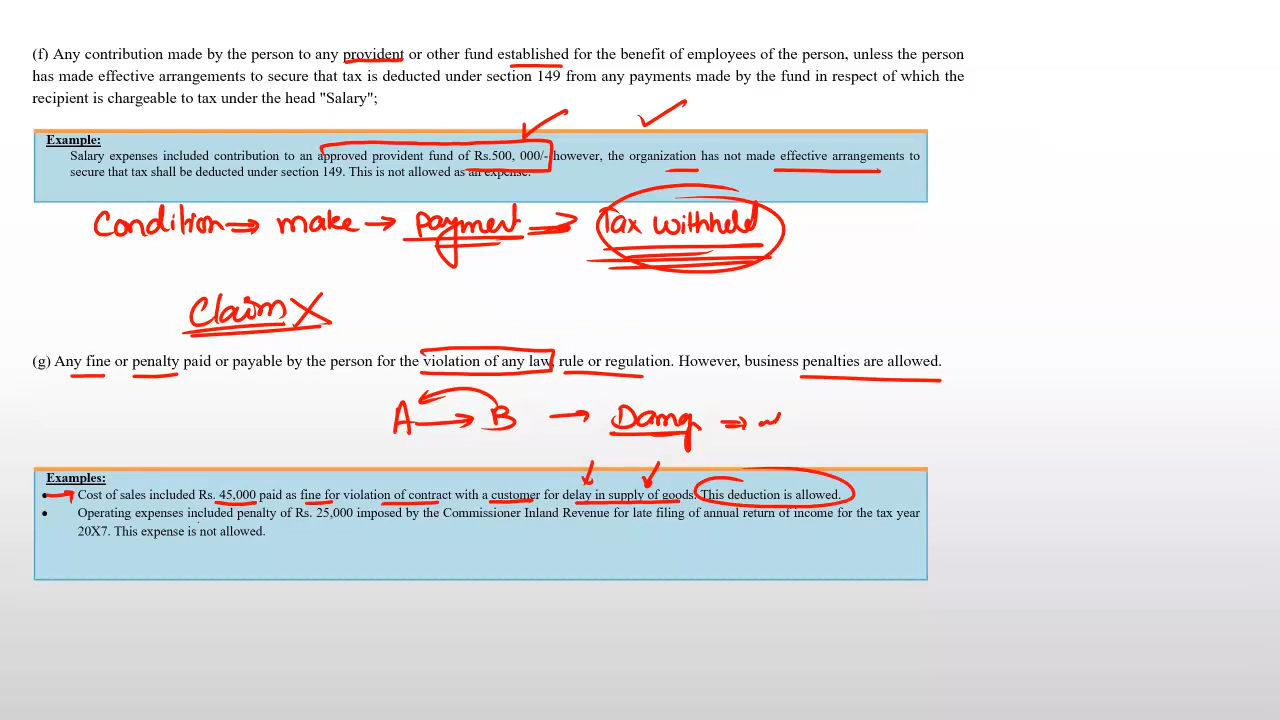 (f) Any contribution made by the person to any provident or other fund established for the benefit of employees of the person, unless the person
has made effective arrangements to secure that tax is deducted under section 149 from any payments made by the fund in respect of which the
recipient is chargeable to tax under the head "Salary";
Example:
Salary expenses included contribution to an approved provident fund of Rs.500, 000/- however, the organization has not made effective arrangements to
secure that tax shall be deducted under section 149. This is not allowed as an expense.
Condition ⇒ make → payment ⇒ Tax withheld
Claim X
(g) Any fine or penalty paid or payable by the person for the violation of any law, rule or regulation. However, business penalties are allowed.
A → B → Damg ⇒
Examples:
• Cost of sales included Rs. 45,000 paid as fine for violation of contract with a customer for delay in supply of goods. This deduction is allowed.
• Operating expenses included penalty of Rs. 25,000 imposed by the Commissioner Inland Revenue for late filing of annual return of income for the tax year
20X7. This expense is not allowed.